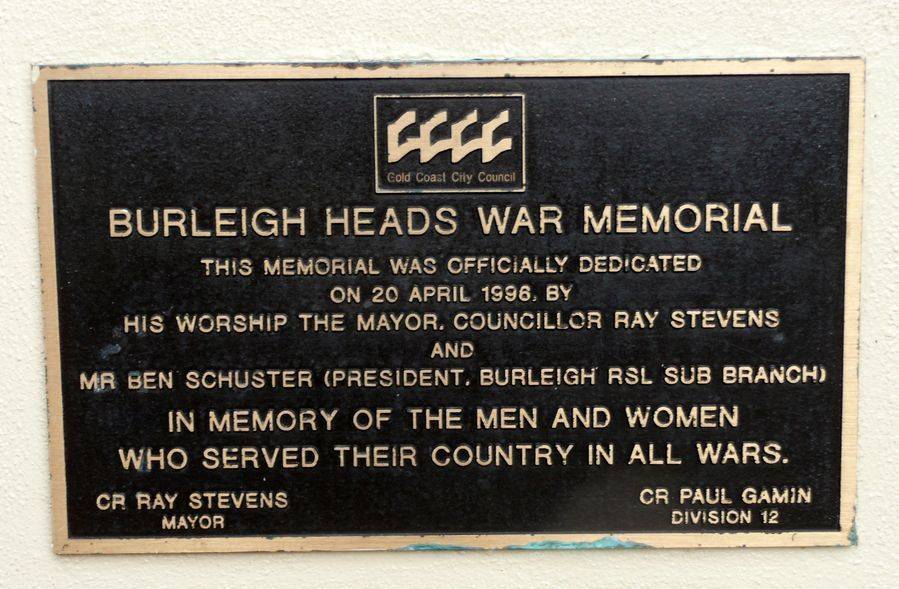 GCCC
Gold Coast City Council
BURLEIGH HEADS WAR MEMORIAL
THIS MEMORIAL WAS OFFICIALLY DEDICATED
ON 20 APRIL 1996, BY
HIS WORSHIP THE MAYOR, COUNCILLOR RAY STEVENS
AND
MR BEN SCHUSTER (PRESIDENT, BURLEIGH RSL SUB BRANCH)
IN MEMORY OF THE MEN AND WOMEN
WHO SERVED THEIR COUNTRY IN ALL WARS.
CR RAY STEVENS
MAYOR
CR PAUL GAMIN
DIVISION 12